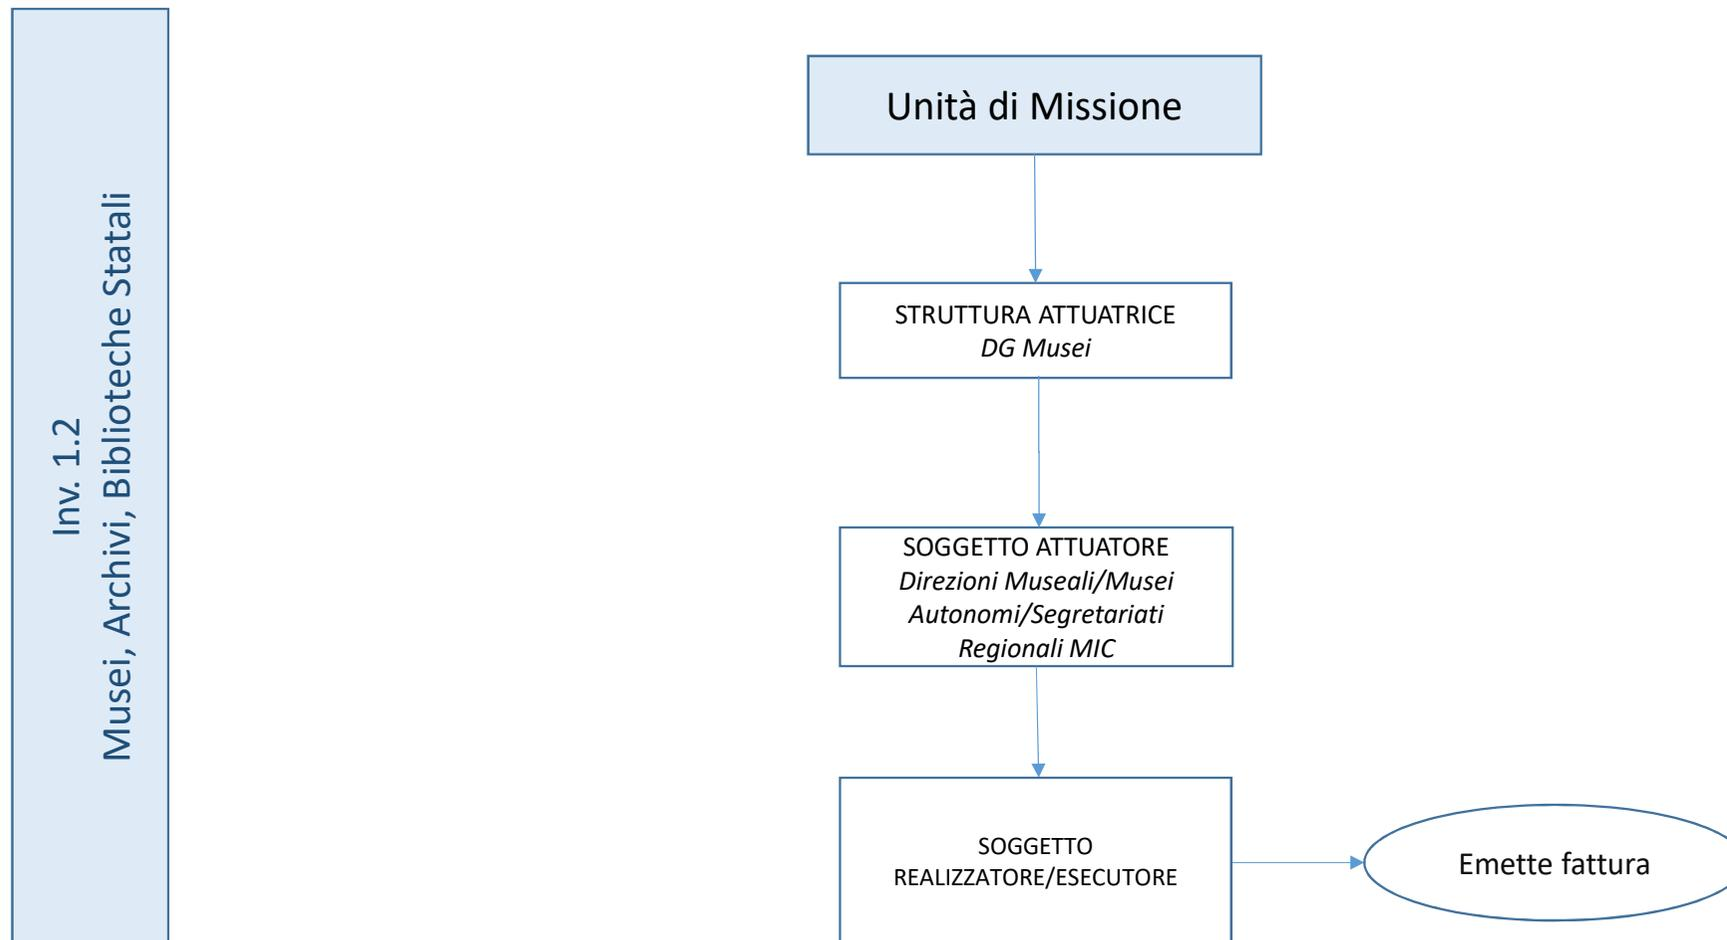 Inv. 1.2
Musei, Archivi, Biblioteche Statali
Unità di Missione
STRUTTURA ATTUATRICE
DG Musei
SOGGETTO ATTUATORE
Direzioni Museali/Musei
Autonomi/Segretariati
Regionali MIC
SOGGETTO
REALIZZATORE/ESECUTORE
Emette fattura